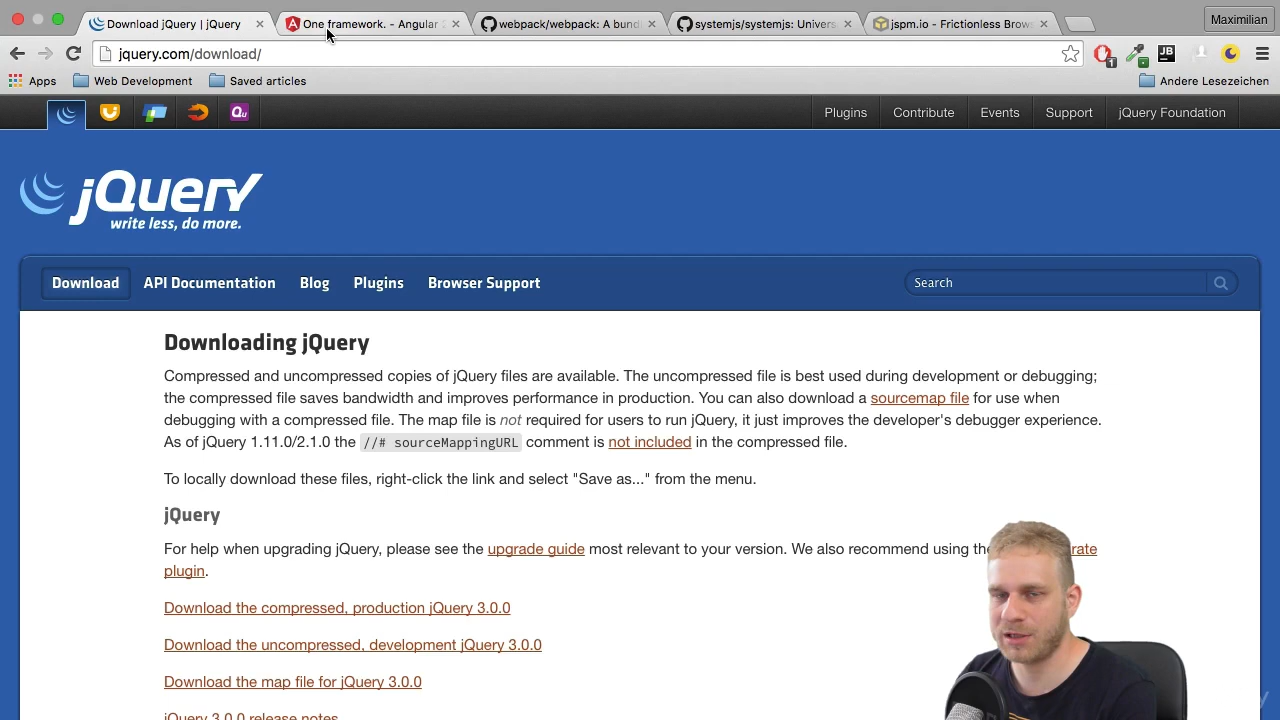 Download jQuery | jQuery
One framework. - Angular 2
webpack/webpack: A bund
systemjs/systemjs: Univers
jspm.io - Frictionless Brow
Maximilian
jquery.com/download/
Apps
Web Development
Saved articles
Andere Lesezeichen
Plugins
Contribute
Events
Support
jQuery Foundation
jQuery
write less, do more.
Download
API Documentation
Blog
Plugins
Browser Support
Search
Downloading jQuery
Compressed and uncompressed copies of jQuery files are available. The uncompressed file is best used during development or debugging;
the compressed file saves bandwidth and improves performance in production. You can also download a sourcemap file for use when
debugging with a compressed file. The map file is not required for users to run jQuery, it just improves the developer's debugger experience.
As of jQuery 1.11.0/2.1.0 the //# sourceMappingURL comment is not included in the compressed file.
To locally download these files, right-click the link and select "Save as..." from the menu.
jQuery
For help when upgrading jQuery, please see the upgrade guide most relevant to your version. We also recommend using the rate
plugin.
Download the compressed, production jQuery 3.0.0
Download the uncompressed, development jQuery 3.0.0
Download the map file for jQuery 3.0.0
jQuery 3.0.0 release notes